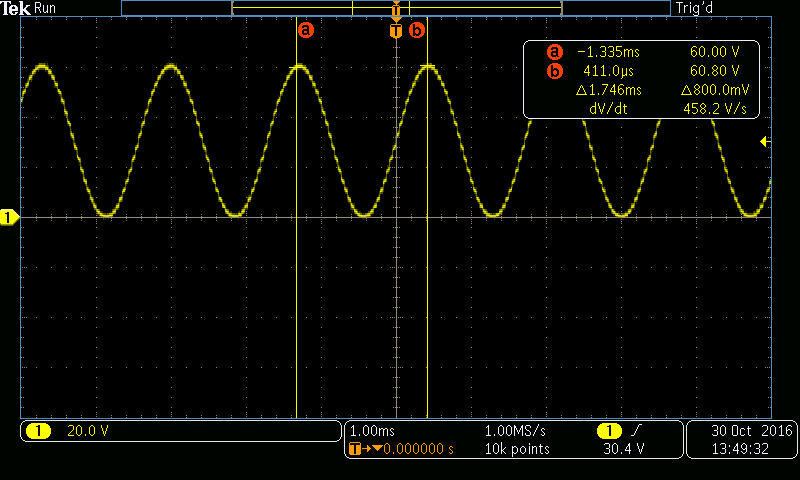 Tek Run T Trig'd
a T b
a −1.335ms 60.00 V
b 411.0µs 60.80 V
Δ1.746ms Δ800.0mV
dV/dt 458.2 V/s
1
1 20.0 V
1.00ms 1.00MS/s 1
T→▼0.000000 s 10k points 30.4 V
30 Oct 2016
13:49:32